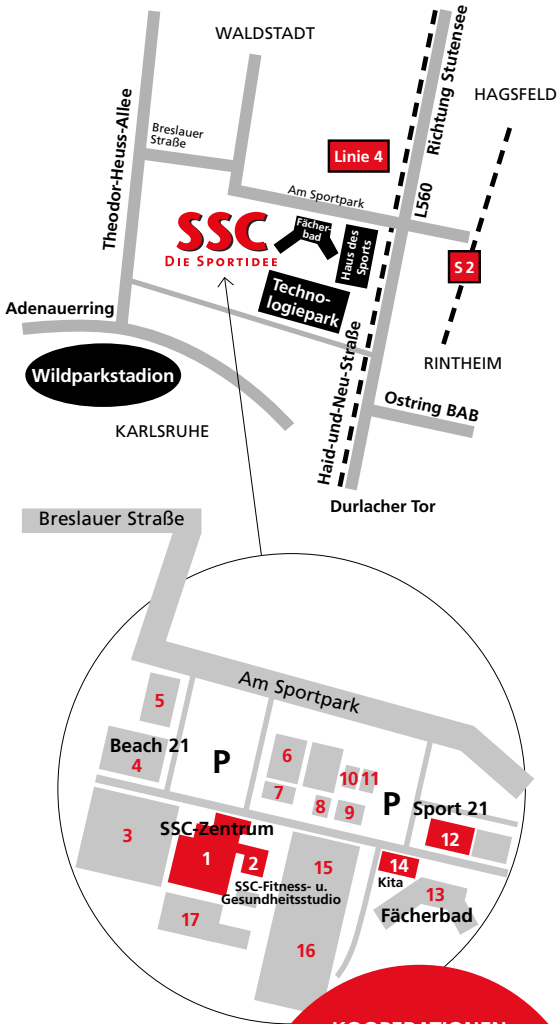 WALDSTADT
Richtung Stutensee
HAGSFELD
Theodor-Heuss-Allee
Breslauer
Straße
Linie 4
Am Sportpark
L560
SSC
DIE SPORTIDEE
Fächer-
bad
Haus des
Sports
S 2
Techno-
logiepark
Adenauerring
Wildparkstadion
RINTHEIM
Haid-und-Neu-Straße
Ostring BAB
KARLSRUHE
Durlacher Tor
Breslauer Straße
Am Sportpark
5
Beach 21
4
P
6
10
11
7
8
9
P
Sport 21
3
SSC-Zentrum
12
1
2
15
14
SSC-Fitness- u.
Gesundheitsstudio
Kita
13
Fächerbad
17
16
KOOPERATIONEN